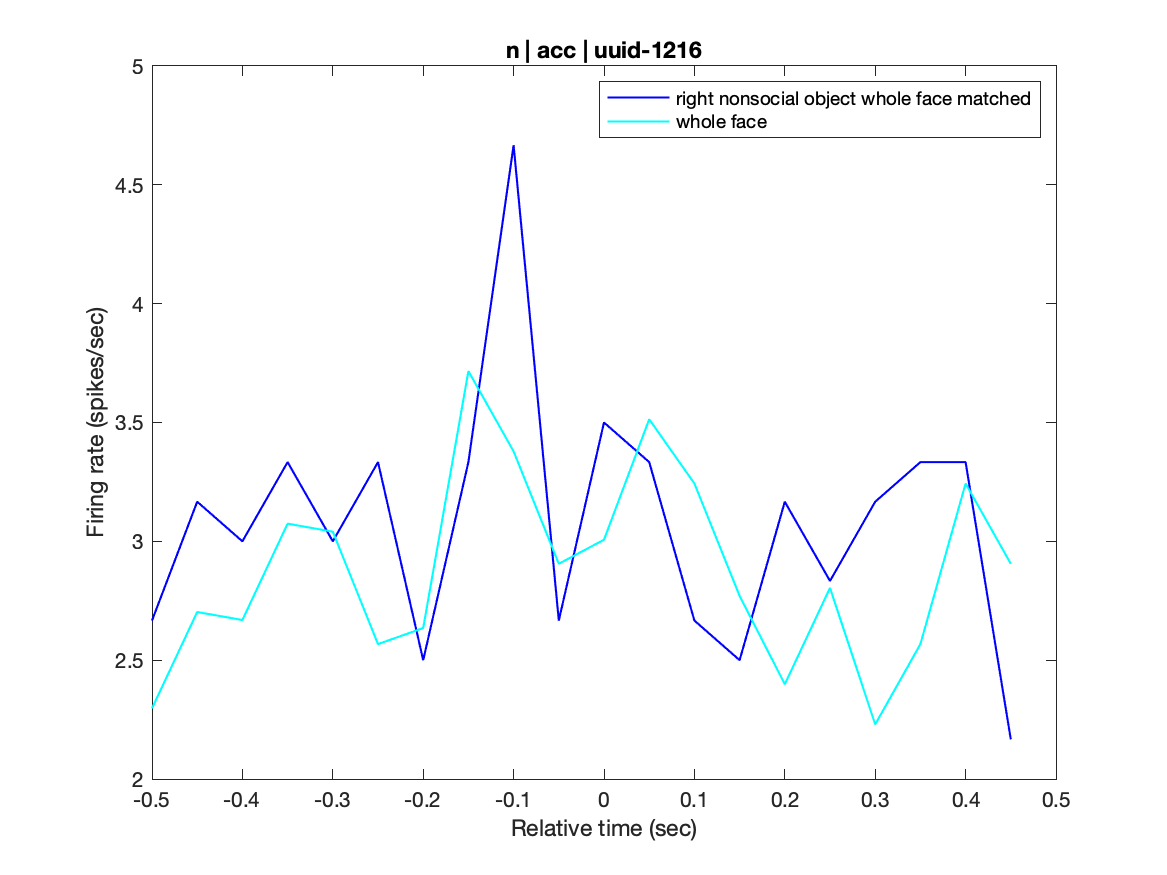 n | acc | uuid-1216
right nonsocial object whole face matched
whole face
5
4.5
4
3.5
3
2.5
2
Firing rate (spikes/sec)
-0.5 -0.4 -0.3 -0.2 -0.1 0 0.1 0.2 0.3 0.4 0.5
Relative time (sec)